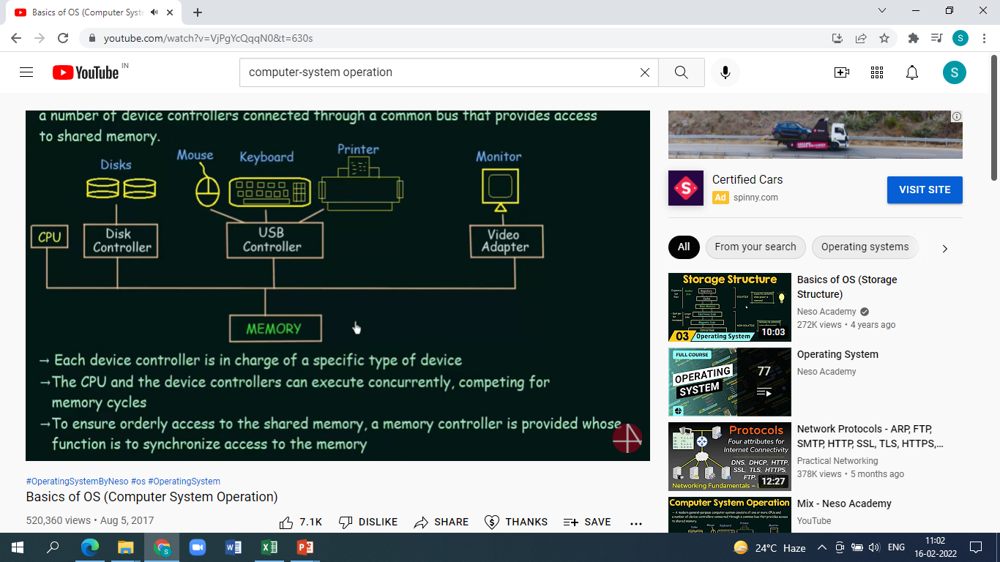 Basics of OS (Computer Syste
youtube.com/watch?v=VjPgYcQqqN0&t=630s
S
YouTube IN
computer-system operation
S
a number of device controllers connected through a common bus that provides access
to shared memory.
Disks
Mouse
Keyboard
Printer
Monitor
CPU
Disk
Controller
USB
Controller
Video
Adapter
MEMORY
→ Each device controller is in charge of a specific type of device
→The CPU and the device controllers can execute concurrently, competing for
memory cycles
→To ensure orderly access to the shared memory, a memory controller is provided whose
function is to synchronize access to the memory
#OperatingSystemByNeso #os #OperatingSystem
Basics of OS (Computer System Operation)
520,360 views • Aug 5, 2017
7.1K
DISLIKE
SHARE
THANKS
SAVE
S
Certified Cars
Ad spinny.com
VISIT SITE
All
From your search
Operating systems
Storage Structure
03 Operating System
10:03
Basics of OS (Storage
Structure)
Neso Academy
272K views • 4 years ago
FULL COURSE
OPERATING
SYSTEM
77
Operating System
Neso Academy
Protocols
Four attributes for
Internet Connectivity
DNS, DHCP, HTTP,
SSL, TLS, HTTPS,
FTP,
Networking Fundamentals –
12:27
Network Protocols - ARP, FTP,
SMTP, HTTP, SSL, TLS, HTTPS,...
Practical Networking
378K views • 5 months ago
Computer System Operation
Mix - Neso Academy
YouTube
24°C Haze
ENG
11:02
16-02-2022